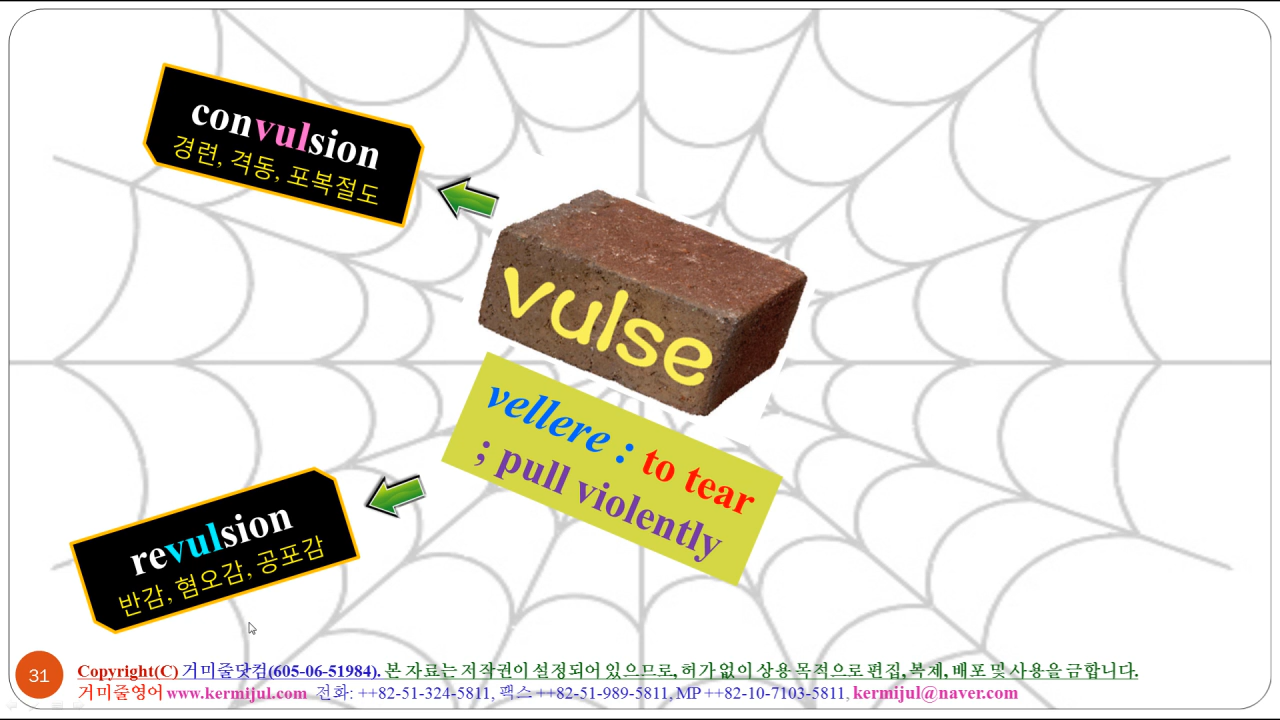 convulsion
경련, 격동, 포복절도
vulse
vellere : to tear
; pull violently
revulsion
반감, 혐오감, 공포감
31
Copyright(C) 거미줄닷컴(605-06-51984). 본 자료는 저작권이 설정되어 있으므로, 허가 없이 상용 목적으로 편집, 복제, 배포 및 사용을 금합니다.
거미줄영어 www.kermijul.com 전화: ++82-51-324-5811, 팩스 ++82-51-989-5811, MP ++82-10-7103-5811, kermijul@naver.com